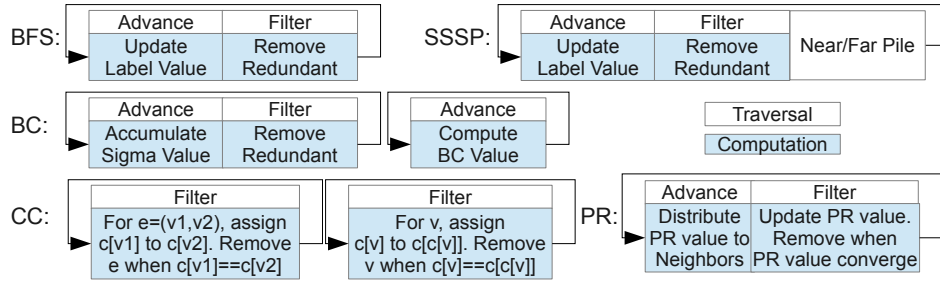 BFS:
Advance
Filter
Update
Label Value
Remove
Redundant
SSSP:
Advance
Filter
Update
Label Value
Remove
Redundant
Near/Far Pile
BC:
Advance
Filter
Accumulate
Sigma Value
Remove
Redundant
Advance
Compute
BC Value
Traversal
Computation
CC:
Filter
For e=(v1,v2), assign
c[v1] to c[v2]. Remove
e when c[v1]==c[v2]
Filter
For v, assign
c[v] to c[c[v]]. Remove
v when c[v]==c[c[v]]
PR:
Advance
Filter
Distribute
PR value to
Neighbors
Update PR value.
Remove when
PR value converge